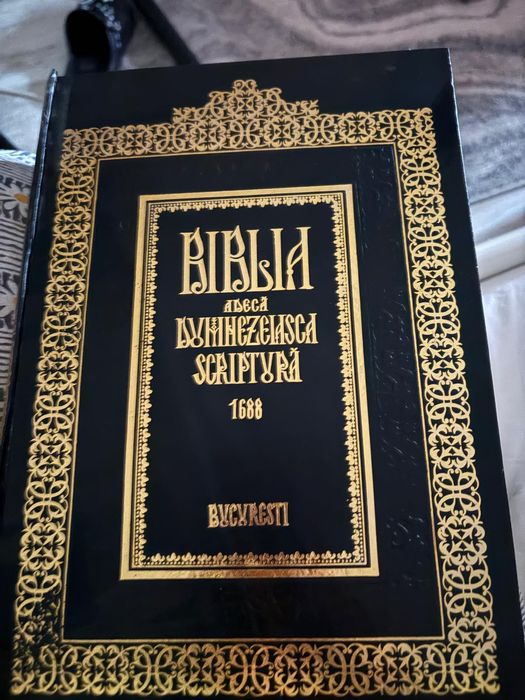 BIBLIA
ADECĂ
DUMNEZEIASCA
SCRIPTURĂ
1688
BUCUREȘTI